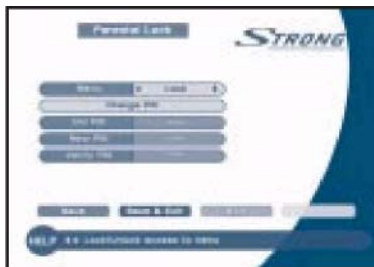 Parental Lock
STRONG
Menu Lock
Change PIN
Old PIN
New PIN
Verify PIN
Back Save & Exit
HELP Lock/Unlock access to menu